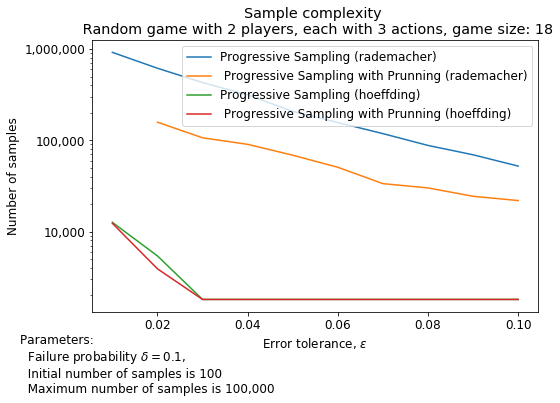 Sample complexity
Random game with 2 players, each with 3 actions, game size: 18
Progressive Sampling (rademacher)
Progressive Sampling with Prunning (rademacher)
Progressive Sampling (hoeffding)
Progressive Sampling with Prunning (hoeffding)
1,000,000
100,000
10,000
Number of samples
0.02 0.04 0.06 0.08 0.10
Error tolerance, ε
Parameters:
Failure probability δ = 0.1,
Initial number of samples is 100
Maximum number of samples is 100,000